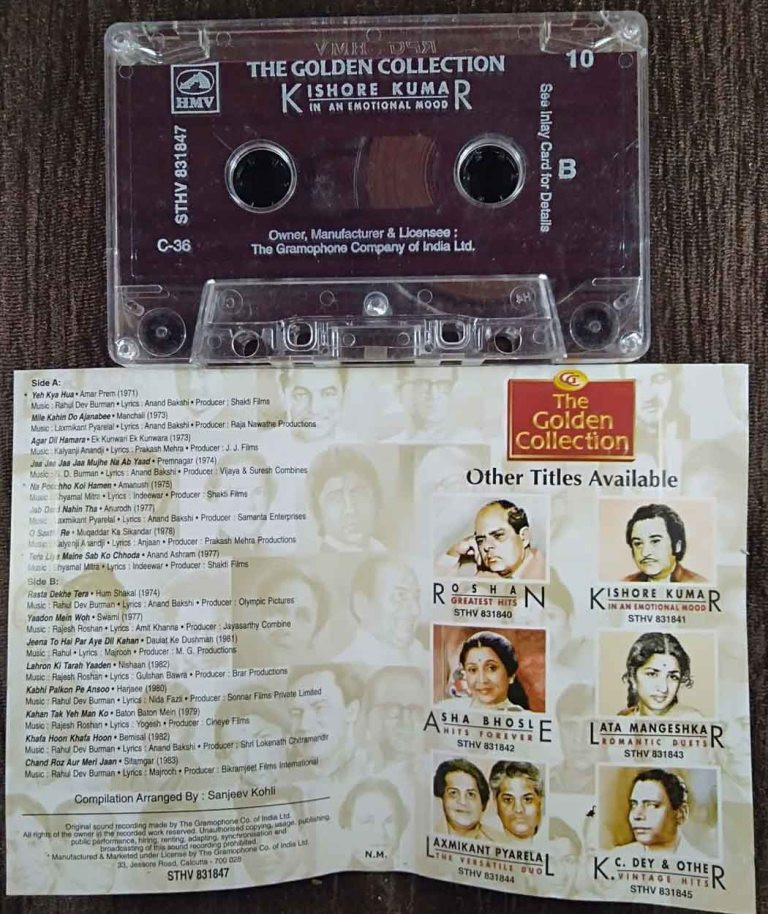 RPG HMV
THE GOLDEN COLLECTION
10
HMV
KISHORE KUMAR
IN AN EMOTIONAL MOOD
STHV 831847
See Inlay Card for Details
B
C-36
Owner, Manufacturer & Licensee :
The Gramophone Company of India Ltd.
H4
Side A:
* Yeh Kya Hua • Amar Prem (1971)
Music : Rahul Dev Burman • Lyrics : Anand Bakshi • Producer : Shakti Films
Mile Kahin Do Ajanabee • Manchali (1973)
Music : Laxmikant Pyarelal • Lyrics : Anand Bakshi • Producer : Raja Nawathe Productions
Agar Dil Hamara • Ek Kunwari Ek Kunwara (1973)
Music : Kalyanji Anandji • Lyrics : Prakash Mehra • Producer : J. J. Films
Jaa Jaa Jaa Jaa Mujhe Na Ab Yaad • Premnagar (1974)
Music : S. D. Burman • Lyrics : Anand Bakshi • Producer : Vijaya & Suresh Combines
* Na Poochho Koi Hamen • Amanush (1975)
Music : Shyamal Mitra • Lyrics : Indeewar • Producer : Shakti Films
Jab Dard Nahin Tha • Anurodh (1977)
Music : Laxmikant Pyarelal • Lyrics : Anand Bakshi • Producer : Samanta Enterprises
O Saathi Re • Muqaddar Ka Sikandar (1978)
Music : Kalyanji Anandji • Lyrics : Anjaan • Producer : Prakash Mehra Productions
* Tere Liye Maine Sab Ko Chhoda • Anand Ashram (1977)
Music : Shyamal Mitra • Lyrics : Indeewar • Producer : Shakti Films
Side B:
Rasta Dekhe Tera • Hum Shakal (1974)
Music : Rahul Dev Burman • Lyrics : Anand Bakshi • Producer : Olympic Pictures
Yaadon Mein Woh • Swami (1977)
Music : Rajesh Roshan • Lyrics : Amit Khanna • Producer : Jayasarthy Combine
Jeena To Hai Par Aye Dil Kahan • Daulat Ke Dushman (1981)
Music : Rahul • Lyrics : Majrooh • Producer : M. G. Productions
Lahron Ki Tarah Yaaden • Nishaan (1982)
Music : Rajesh Roshan • Lyrics : Gulshan Bawra • Producer : Brar Productions
Kabhi Palkon Pe Ansoo • Harjaee (1980)
Music : Rahul Dev Burman • Lyrics : Nida Fazli • Producer : Sonnar Films Private Limited
Kahan Tak Yeh Man Ko • Baton Baton Mein (1979)
Music : Rajesh Roshan • Lyrics : Yogesh • Producer : Cineye Films
Khafa Hoon Khafa Hoon • Bemisal (1982)
Music : Rahul Dev Burman • Lyrics : Anand Bakshi • Producer : Shri Lokenath Chitramandir
Chand Roz Aur Meri Jaan • Sitamgar (1983)
Music : Rahul Dev Burman • Lyrics : Majrooh • Producer : Bikramjeet Films International
Compilation Arranged By : Sanjeev Kohli
Original sound recording made by The Gramophone Co. of India Ltd.
All rights of the owner in the recorded work reserved. Unauthorised copying, usage, publishing,
public performance, hiring, renting, adapting, synchronisation and
broadcasting of this sound recording prohibited.
* Manufactured & Marketed under License by The Gramophone Co. of India Ltd.
33, Jessore Road, Calcutta - 700 028
STHV 831847
N.M.
The
Golden
Collection
Other Titles Available
ROSHAN
GREATEST HITS
STHV 831840
KISHORE KUMAR
IN AN EMOTIONAL MOOD
STHV 831841
ASHA BHOSLE
HITS FOREVER
STHV 831842
LATA MANGESHKAR
ROMANTIC DUETS
STHV 831843
LAXMIKANT PYARELAL
THE VERSATILE DUO
STHV 831844
K. C. DEY & OTHER
VINTAGE HITS
STHV 831845